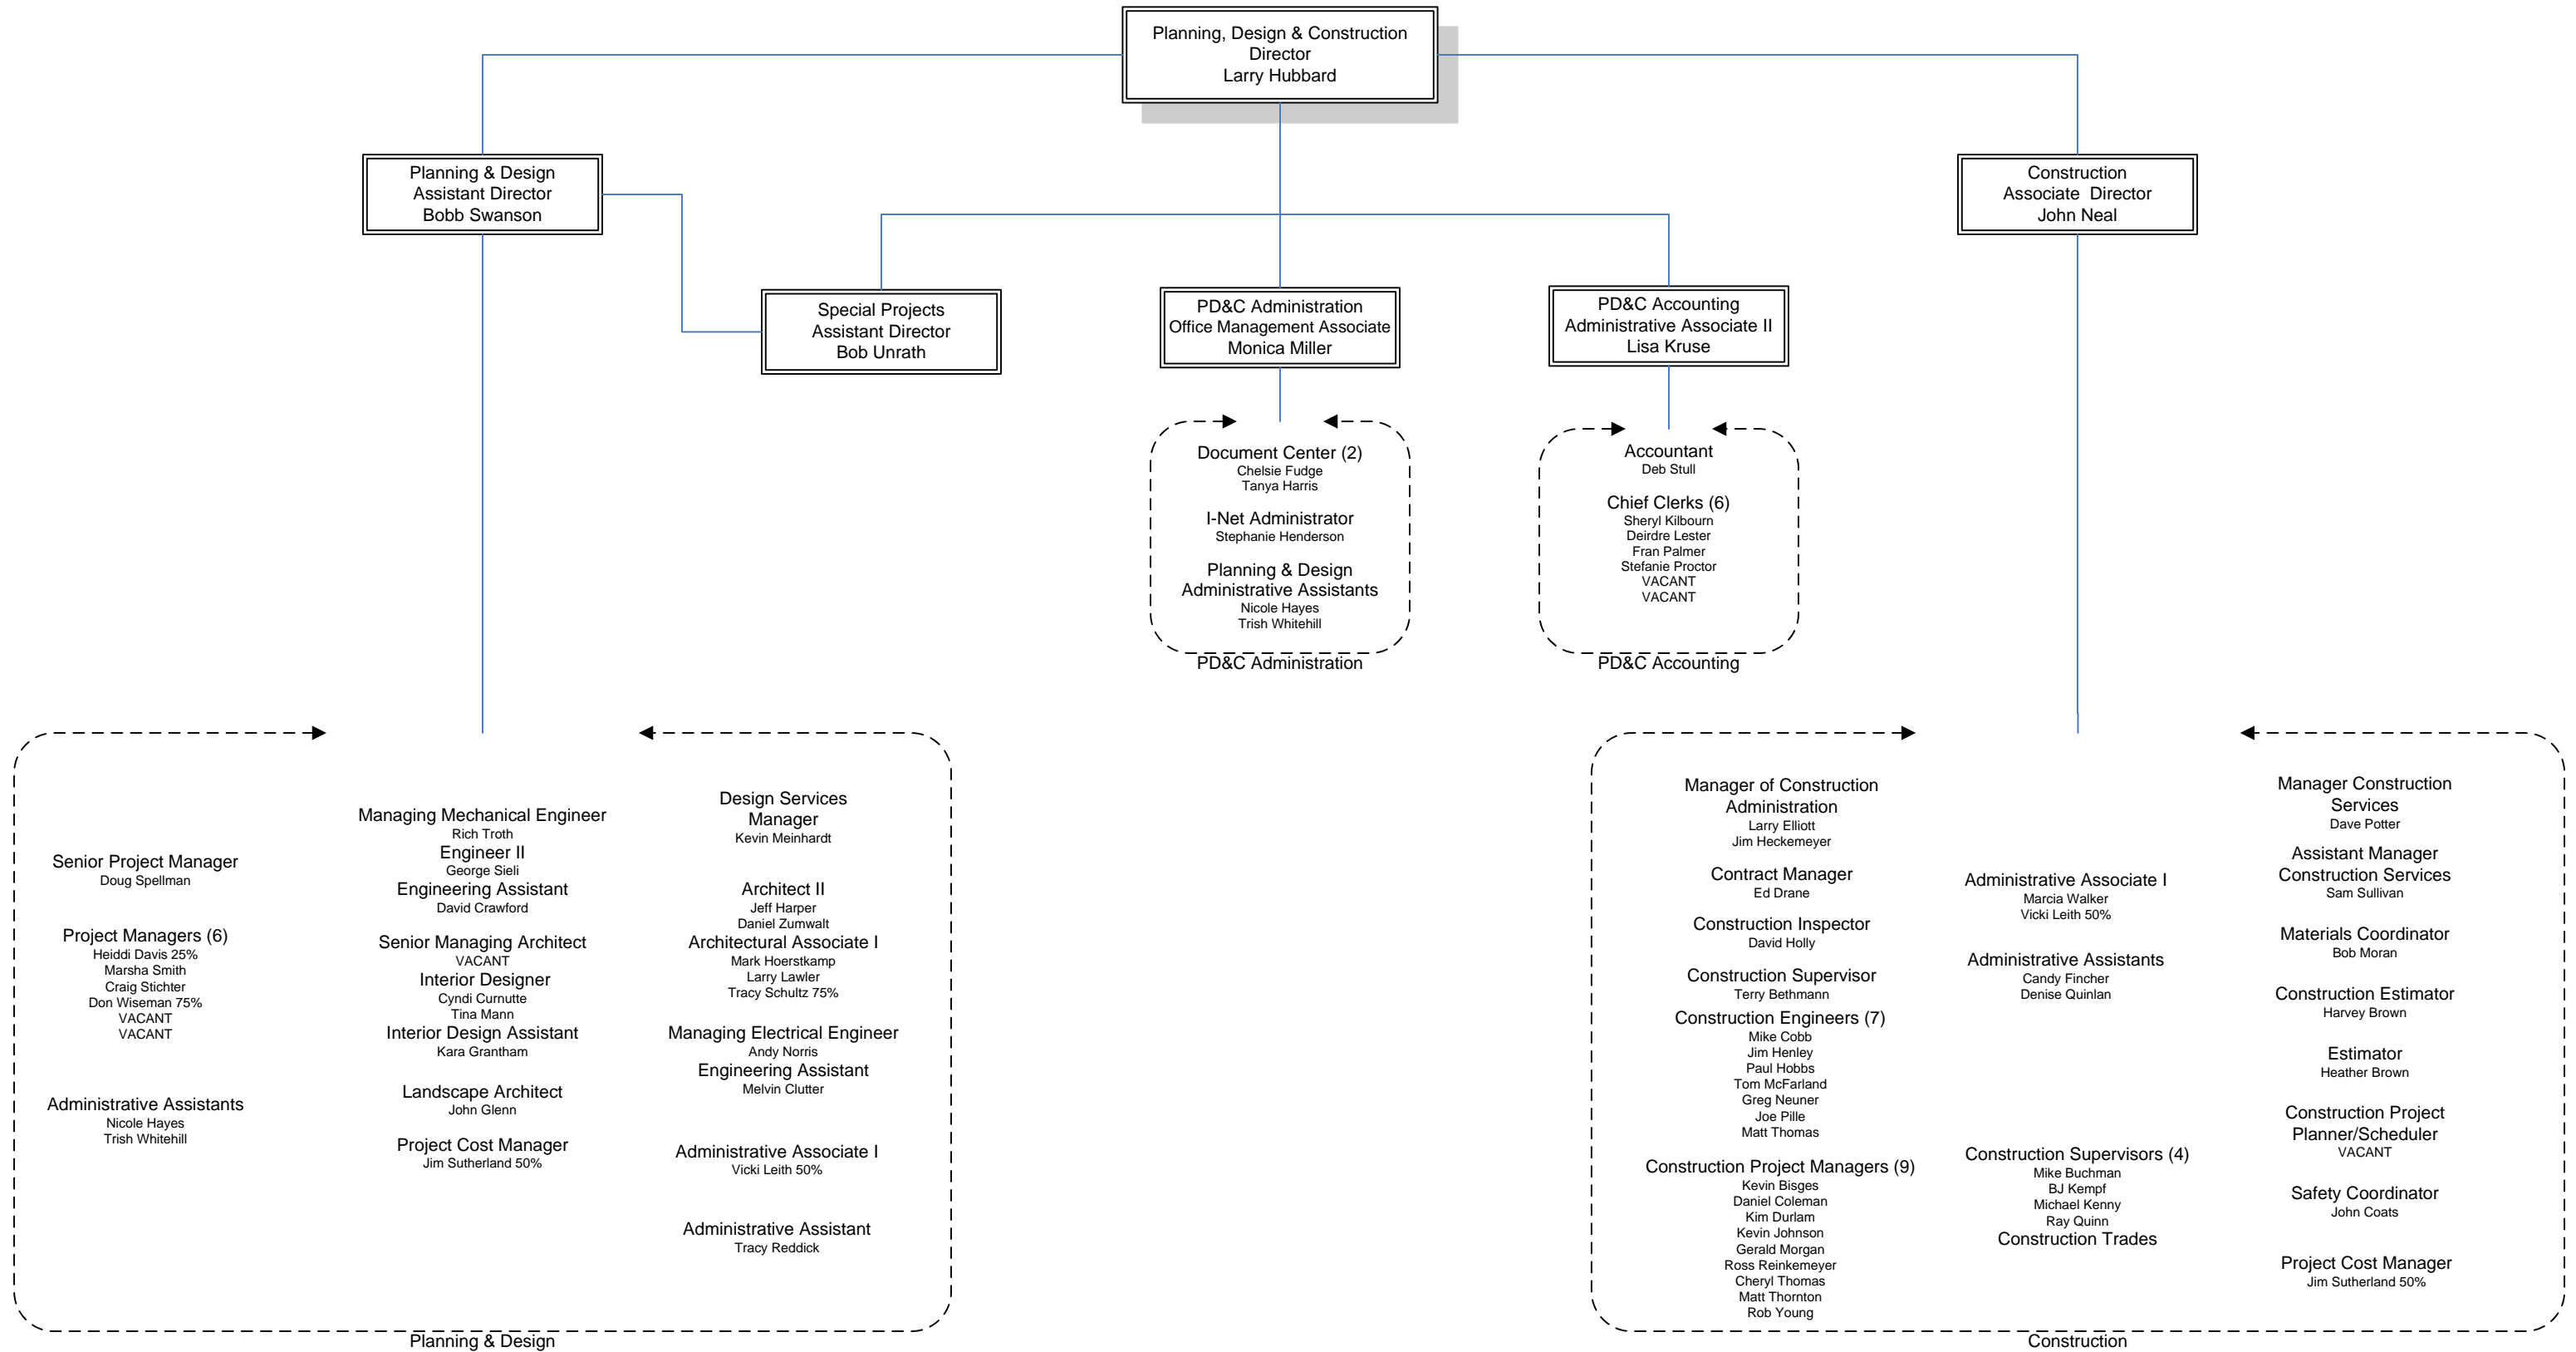 Planning, Design & Construction
Director
Larry Hubbard
Planning & Design
Assistant Director
Bobb Swanson
Construction
Associate Director
John Neal
Special Projects
Assistant Director
Bob Unrath
PD&C Administration
Office Management Associate
Monica Miller
PD&C Accounting
Administrative Associate II
Lisa Kruse
Document Center (2)
Chelsie Fudge
Tanya Harris
I-Net Administrator
Stephanie Henderson
Planning & Design
Administrative Assistants
Nicole Hayes
Trish Whitehill
PD&C Administration
Accountant
Deb Stull
Chief Clerks (6)
Sheryl Kilbourn
Deirdre Lester
Fran Palmer
Stefanie Proctor
VACANT
VACANT
PD&C Accounting
Senior Project Manager
Doug Spellman
Project Managers (6)
Heiddi Davis 25%
Marsha Smith
Craig Stichter
Don Wiseman 75%
VACANT
VACANT
Administrative Assistants
Nicole Hayes
Trish Whitehill
Managing Mechanical Engineer
Rich Troth
Engineer II
George Sieli
Engineering Assistant
David Crawford
Senior Managing Architect
VACANT
Interior Designer
Cyndi Curnutte
Tina Mann
Interior Design Assistant
Kara Grantham
Landscape Architect
John Glenn
Project Cost Manager
Jim Sutherland 50%
Design Services
Manager
Kevin Meinhardt
Architect II
Jeff Harper
Daniel Zumwalt
Architectural Associate I
Mark Hoerstkamp
Larry Lawler
Tracy Schultz 75%
Managing Electrical Engineer
Andy Norris
Engineering Assistant
Melvin Clutter
Administrative Associate I
Vicki Leith 50%
Administrative Assistant
Tracy Reddick
Planning & Design
Manager of Construction
Administration
Larry Elliott
Jim Heckemeyer
Contract Manager
Ed Drane
Construction Inspector
David Holly
Construction Supervisor
Terry Bethmann
Construction Engineers (7)
Mike Cobb
Jim Henley
Paul Hobbs
Tom McFarland
Greg Neuner
Joe Pille
Matt Thomas
Construction Project Managers (9)
Kevin Bisges
Daniel Coleman
Kim Durlam
Kevin Johnson
Gerald Morgan
Ross Reinkemeyer
Cheryl Thomas
Matt Thornton
Rob Young
Administrative Associate I
Marcia Walker
Vicki Leith 50%
Administrative Assistants
Candy Fincher
Denise Quinlan
Construction Supervisors (4)
Mike Buchman
BJ Kempf
Michael Kenny
Ray Quinn
Construction Trades
Manager Construction
Services
Dave Potter
Assistant Manager
Construction Services
Sam Sullivan
Materials Coordinator
Bob Moran
Construction Estimator
Harvey Brown
Estimator
Heather Brown
Construction Project
Planner/Scheduler
VACANT
Safety Coordinator
John Coats
Project Cost Manager
Jim Sutherland 50%
Construction